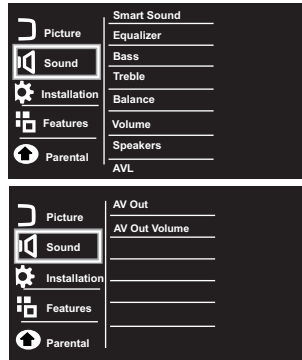 Picture
Sound
Installation
Features
Parental
Smart Sound
Equalizer
Bass
Treble
Balance
Volume
Speakers
AVL
Picture
Sound
Installation
Features
Parental
AV Out
AV Out Volume